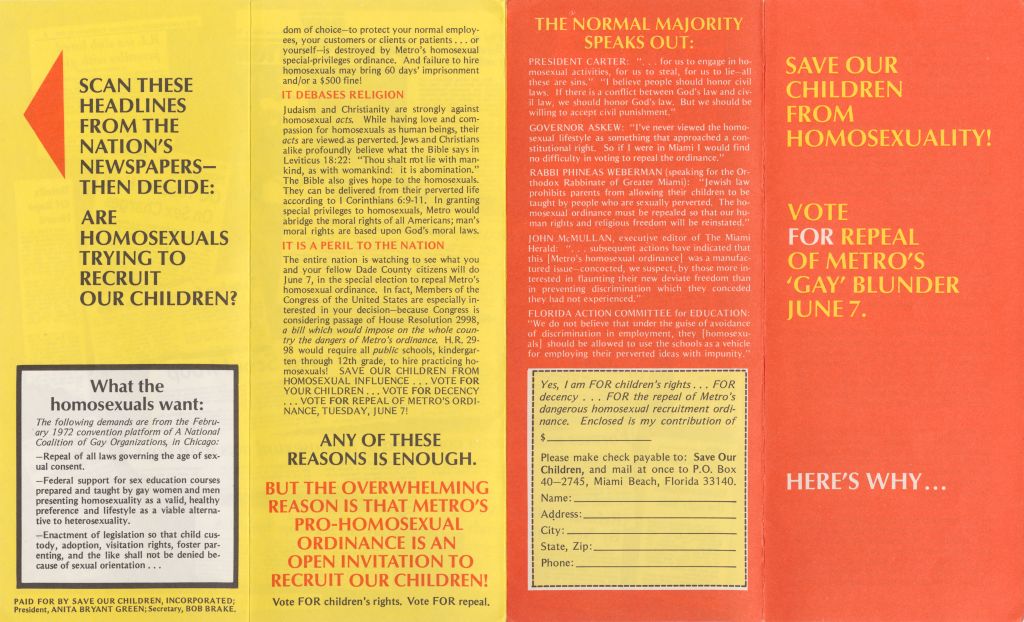 SCAN THESE
HEADLINES
FROM THE
NATION'S
NEWSPAPERS—
THEN DECIDE:
ARE
HOMOSEXUALS
TRYING TO
RECRUIT
OUR CHILDREN?
What the
homosexuals want:
The following demands are from the Febru-
ary 1972 convention platform of A National
Coalition of Gay Organizations, in Chicago:
—Repeal of all laws governing the age of sex-
ual consent.
—Federal support for sex education courses
prepared and taught by gay women and men
presenting homosexuality as a valid, healthy
preference and lifestyle as a viable alterna-
tive to heterosexuality.
—Enactment of legislation so that child cus-
tody, adoption, visitation rights, foster par-
enting, and the like shall not be denied be-
cause of sexual orientation . . .
PAID FOR BY SAVE OUR CHILDREN, INCORPORATED;
President, ANITA BRYANT GREEN; Secretary, BOB BRAKE.
dom of choice—to protect your normal employ-
ees, your customers or clients or patients . . . or
yourself—is destroyed by Metro's homosexual
special-privileges ordinance. And failure to hire
homosexuals may bring 60 days' imprisonment
and/or a $500 fine!
IT DEBASES RELIGION
Judaism and Christianity are strongly against
homosexual acts. While having love and com-
passion for homosexuals as human beings, their
acts are viewed as perverted. Jews and Christians
alike profoundly believe what the Bible says in
Leviticus 18:22: "Thou shalt not lie with man-
kind, as with womankind: it is abomination."
The Bible also gives hope to the homosexuals.
They can be delivered from their perverted life
according to I Corinthians 6:9-11. In granting
special privileges to homosexuals, Metro would
abridge the moral rights of all Americans; man's
moral rights are based upon God's moral laws.
IT IS A PERIL TO THE NATION
The entire nation is watching to see what you
and your fellow Dade County citizens will do
June 7, in the special election to repeal Metro's
homosexual ordinance. In fact, Members of the
Congress of the United States are especially in-
terested in your decision—because Congress is
considering passage of House Resolution 2998,
a bill which would impose on the whole coun-
try the dangers of Metro's ordinance. H.R. 29-
98 would require all public schools, kindergar-
ten through 12th grade, to hire practicing ho-
mosexuals! SAVE OUR CHILDREN FROM
HOMOSEXUAL INFLUENCE . . . VOTE FOR
YOUR CHILDREN . . . VOTE FOR DECENCY
. . . VOTE FOR REPEAL OF METRO'S ORDI-
NANCE, TUESDAY, JUNE 7!
ANY OF THESE
REASONS IS ENOUGH.
BUT THE OVERWHELMING
REASON IS THAT METRO'S
PRO-HOMOSEXUAL
ORDINANCE IS AN
OPEN INVITATION TO
RECRUIT OUR CHILDREN!
Vote FOR children's rights. Vote FOR repeal.
THE NORMAL MAJORITY
SPEAKS OUT:
PRESIDENT CARTER: ". . . for us to engage in ho-
mosexual activities, for us to steal, for us to lie—all
these are sins." "I believe people should honor civil
laws. If there is a conflict between God's law and civ-
il law, we should honor God's law. But we should be
willing to accept civil punishment."
GOVERNOR ASKEW: "I've never viewed the homo-
sexual lifestyle as something that approached a con-
stitutional right. So if I were in Miami I would find
no difficulty in voting to repeal the ordinance."
RABBI PHINEAS WEBERMAN (speaking for the Or-
thodox Rabbinate of Greater Miami): "Jewish law
prohibits parents from allowing their children to be
taught by people who are sexually perverted. The ho-
mosexual ordinance must be repealed so that our hu-
man rights and religious freedom will be reinstated."
JOHN McMULLAN, executive editor of The Miami
Herald: ". . . subsequent actions have indicated that
this [Metro's homosexual ordinance] was a manufac-
tured issue—concocted, we suspect, by those more in-
terested in flaunting their new deviate freedom than
in preventing discrimination which they conceded
they had not experienced."
FLORIDA ACTION COMMITTEE for EDUCATION:
"We do not believe that under the guise of avoidance
of discrimination in employment, they [homosexu-
als] should be allowed to use the schools as a vehicle
for employing their perverted ideas with impunity."
Yes, I am FOR children's rights . . . FOR
decency . . . FOR the repeal of Metro's
dangerous homosexual recruitment ordi-
nance. Enclosed is my contribution of
$
Please make check payable to: Save Our
Children, and mail at once to P.O. Box
40—2745, Miami Beach, Florida 33140.
Name:
Address:
City:
State, Zip:
Phone:
SAVE OUR
CHILDREN
FROM
HOMOSEXUALITY!
VOTE
FOR REPEAL
OF METRO'S
'GAY' BLUNDER
JUNE 7.
HERE'S WHY...